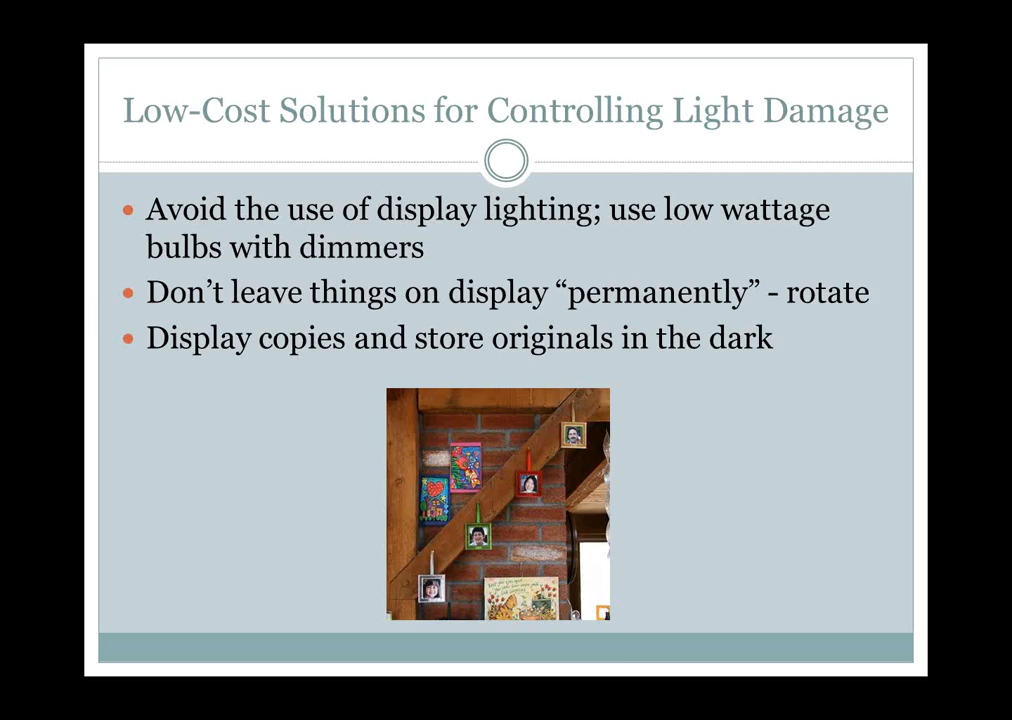 Low-Cost Solutions for Controlling Light Damage
Avoid the use of display lighting; use low wattage
bulbs with dimmers
Don’t leave things on display “permanently” - rotate
Display copies and store originals in the dark